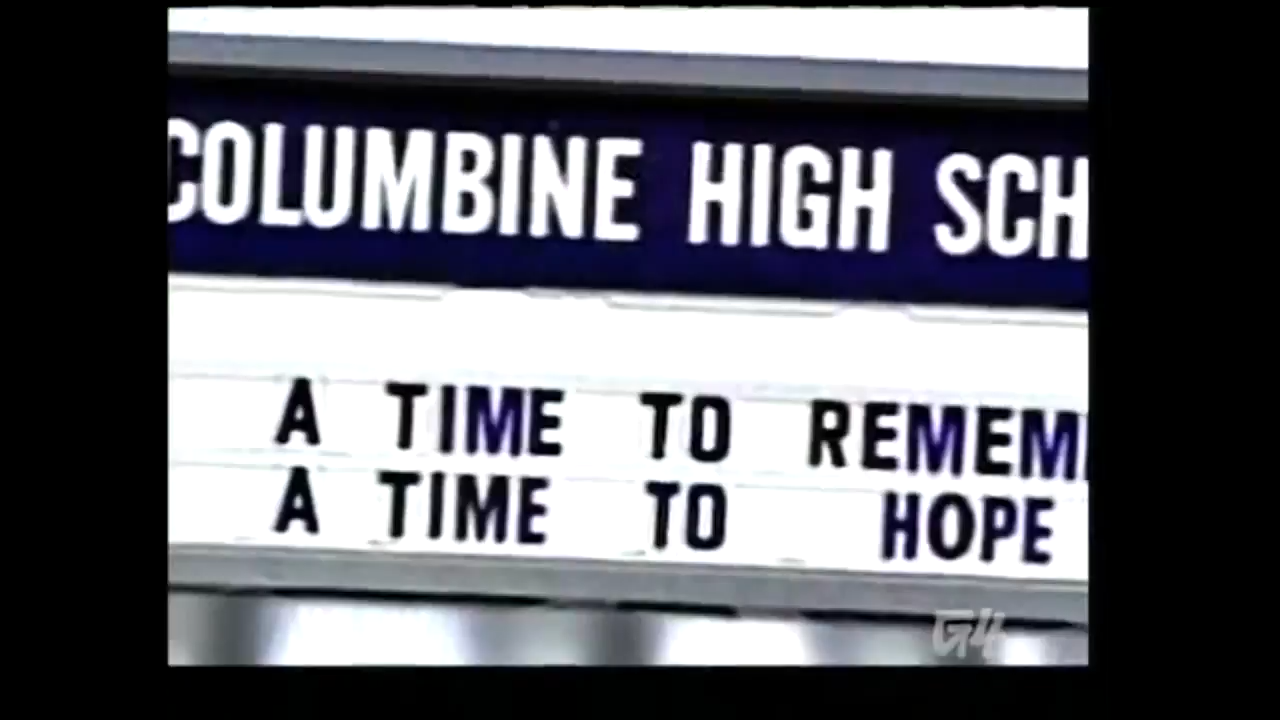 COLUMBINE HIGH SCH
A TIME TO REMEM
A TIME TO HOPE
G4